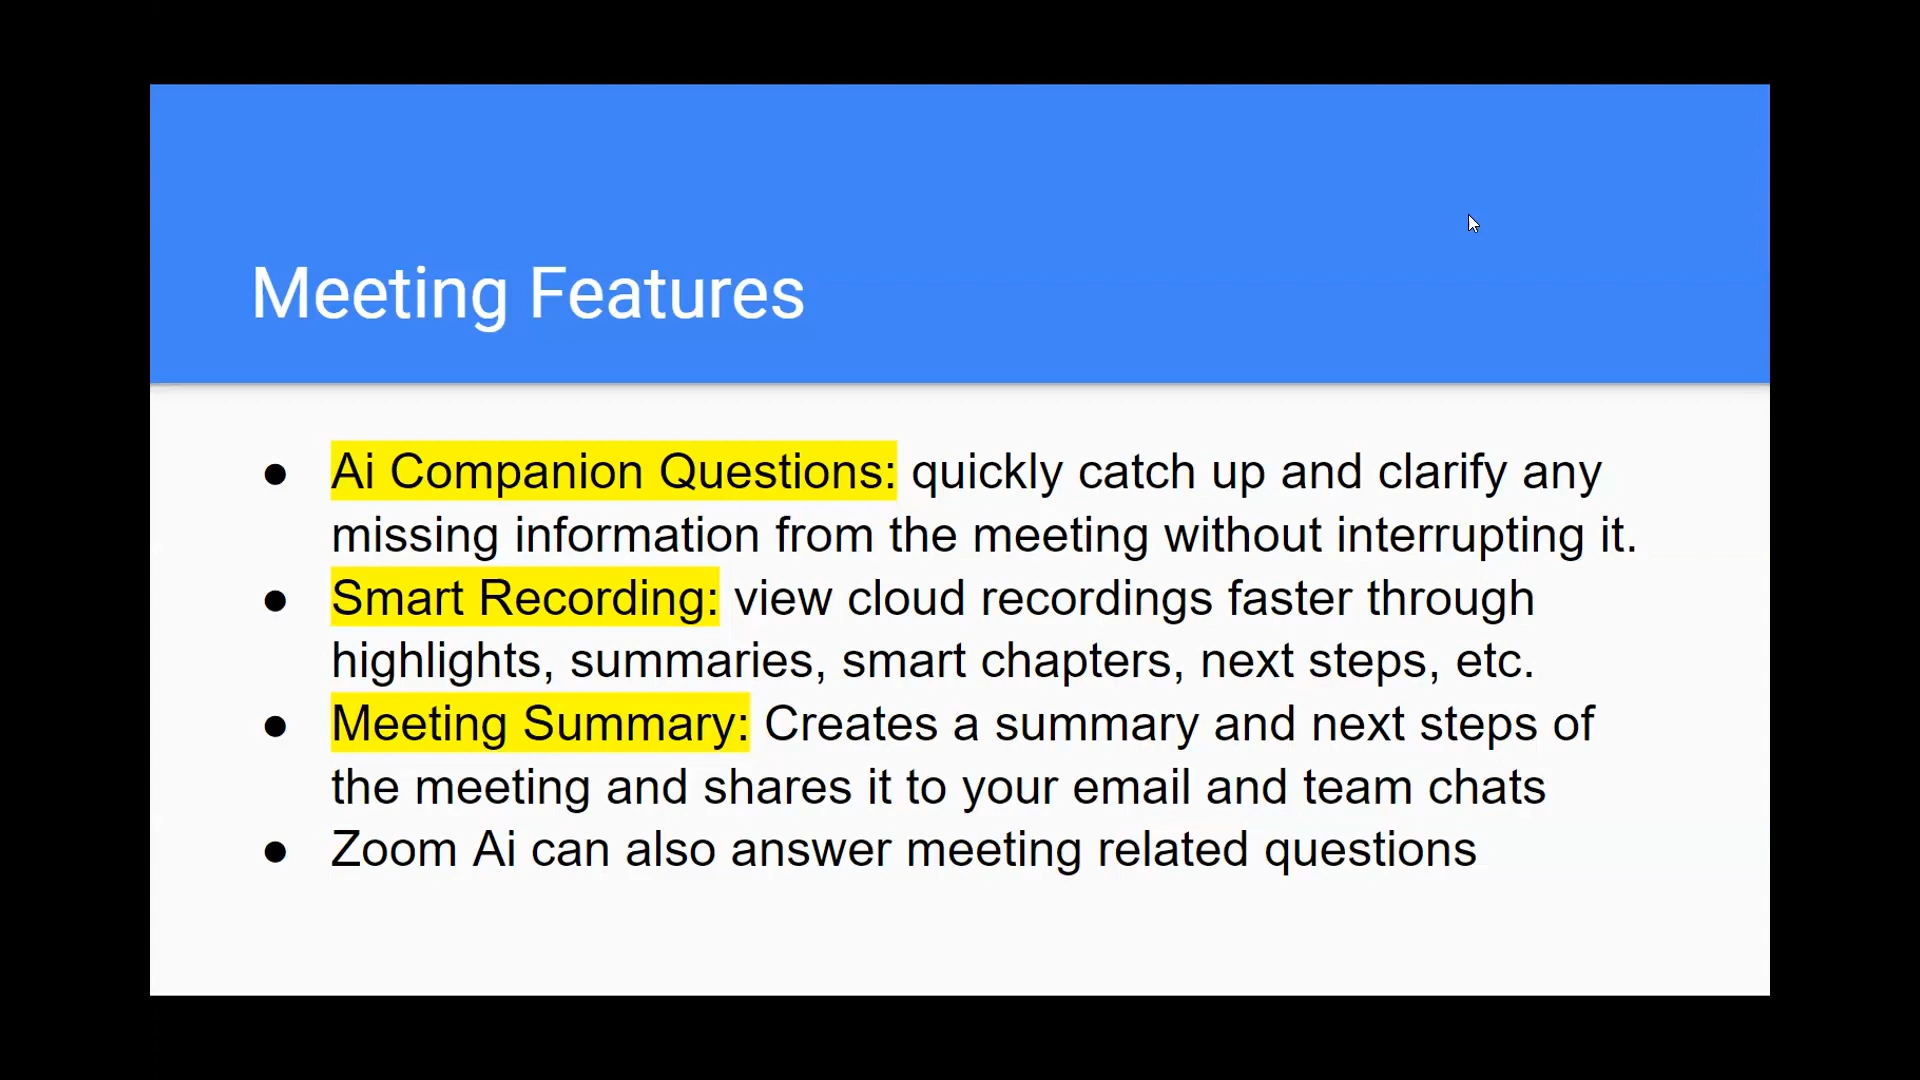 Meeting Features
● Ai Companion Questions: quickly catch up and clarify any
missing information from the meeting without interrupting it.
● Smart Recording: view cloud recordings faster through
highlights, summaries, smart chapters, next steps, etc.
● Meeting Summary: Creates a summary and next steps of
the meeting and shares it to your email and team chats
● Zoom Ai can also answer meeting related questions